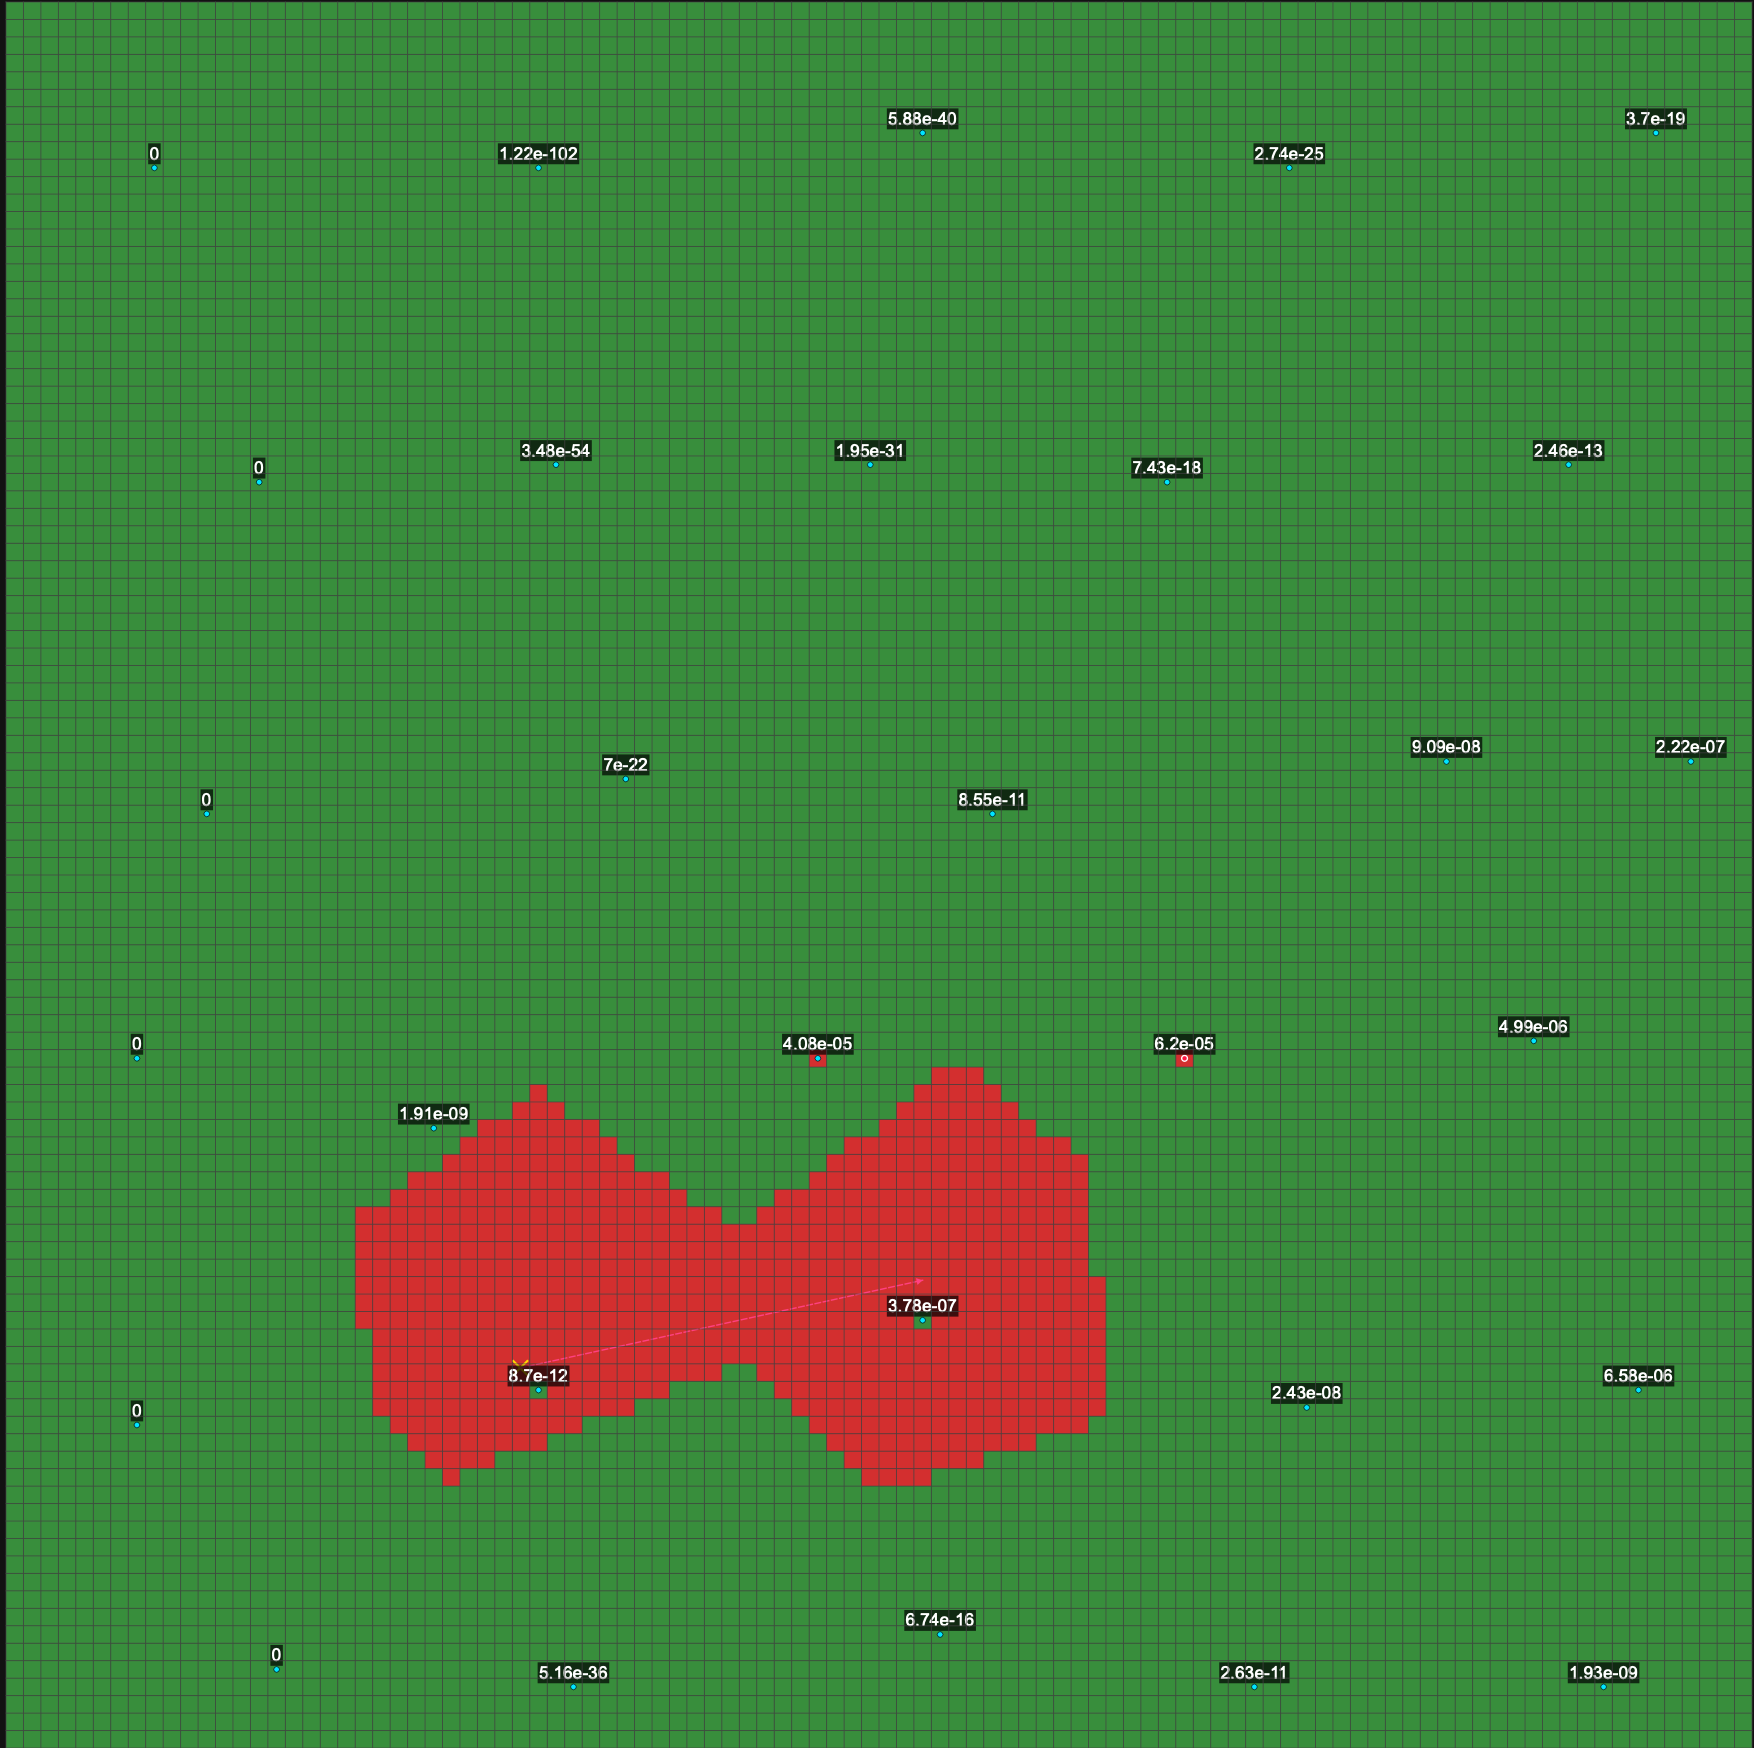 5.88e-40
3.7e-19
0
1.22e-102
2.74e-25
3.48e-54
1.95e-31
2.46e-13
0
7.43e-18
9.09e-08
2.22e-07
7e-22
0
8.55e-11
4.99e-06
0
4.08e-05
6.2e-05
1.91e-09
3.78e-07
8.7e-12
6.58e-06
2.43e-08
0
6.74e-16
0
5.16e-36
2.63e-11
1.93e-09